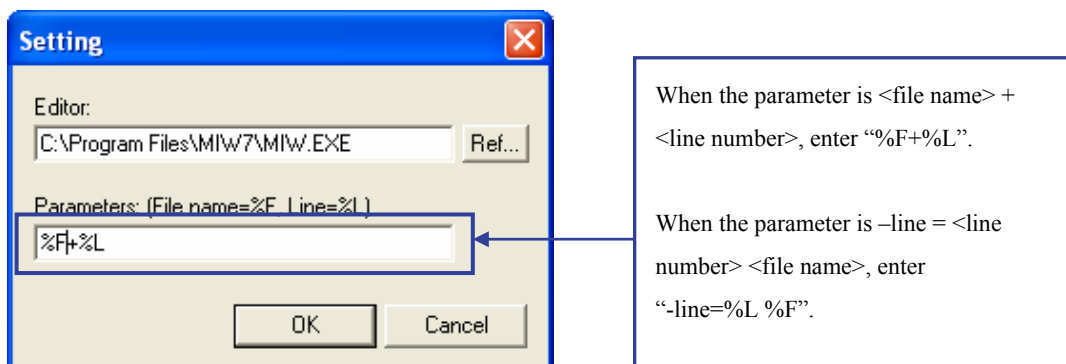 Setting
Editor:
C:\Program Files\MIW7\MIW.EXE
Ref...
Parameters: (File name=%F, Line=%L)
%F+%L
OK
Cancel
When the parameter is <file name> +
<line number>, enter “%F+%L”.
When the parameter is –line = <line
number> <file name>, enter
“-line=%L %F”.